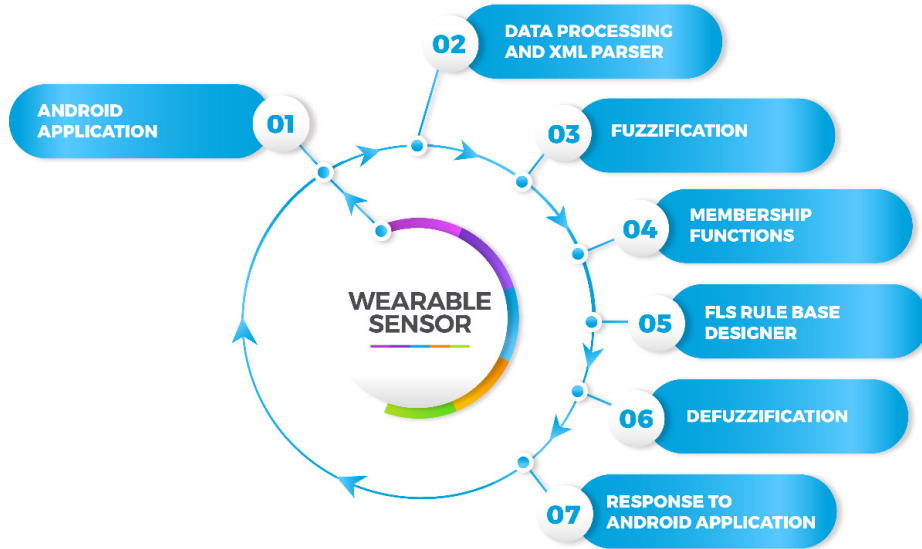 01
ANDROID
APPLICATION
02
DATA PROCESSING
AND XML PARSER
03
FUZZIFICATION
04
MEMBERSHIP
FUNCTIONS
05
FLS RULE BASE
DESIGNER
06
DEFUZZIFICATION
07
RESPONSE TO
ANDROID APPLICATION
WEARABLE
SENSOR